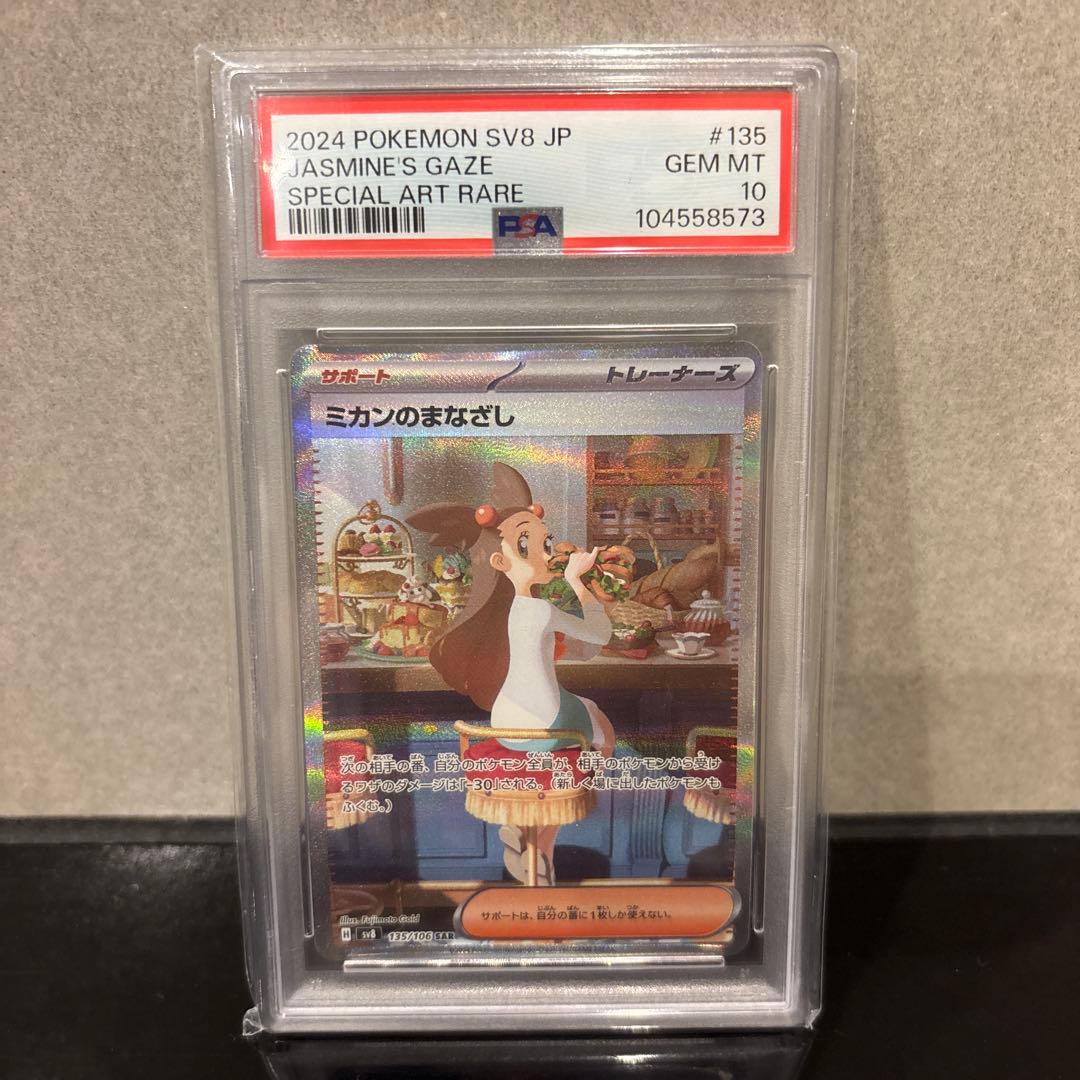 2024 POKEMON SV8 JP #135
JASMINE'S GAZE GEM MT
SPECIAL ART RARE 10
PSA 104558573
サポート トレーナーズ
ミカンのまなざし
次の相手の番、自分のポケモン全員が、相手のポケモンから受け
るワザのダメージは「-30」される。（新しく場に出したポケモンも
ふくむ。）
サポートは、自分の番に1枚しか使えない。
Illus. Fujimoto Gold
H SV8 135/106 SAR